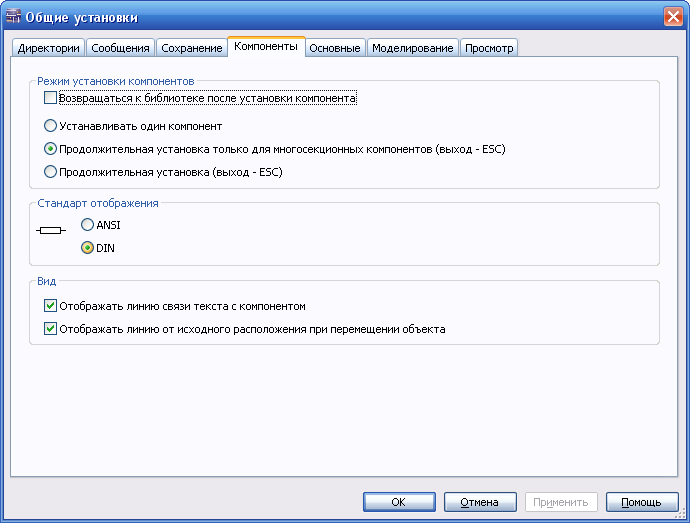 Общие установки
Директории
Сообщения
Сохранение
Компоненты
Основные
Моделирование
Просмотр
Режим установки компонентов
Возвращаться к библиотеке после установки компонента
Устанавливать один компонент
Продолжительная установка только для многосекционных компонентов (выход - ESC)
Продолжительная установка (выход - ESC)
Стандарт отображения
ANSI
DIN
Вид
Отображать линию связи текста с компонентом
Отображать линию от исходного расположения при перемещении объекта
OK
Отмена
Применить
Помощь